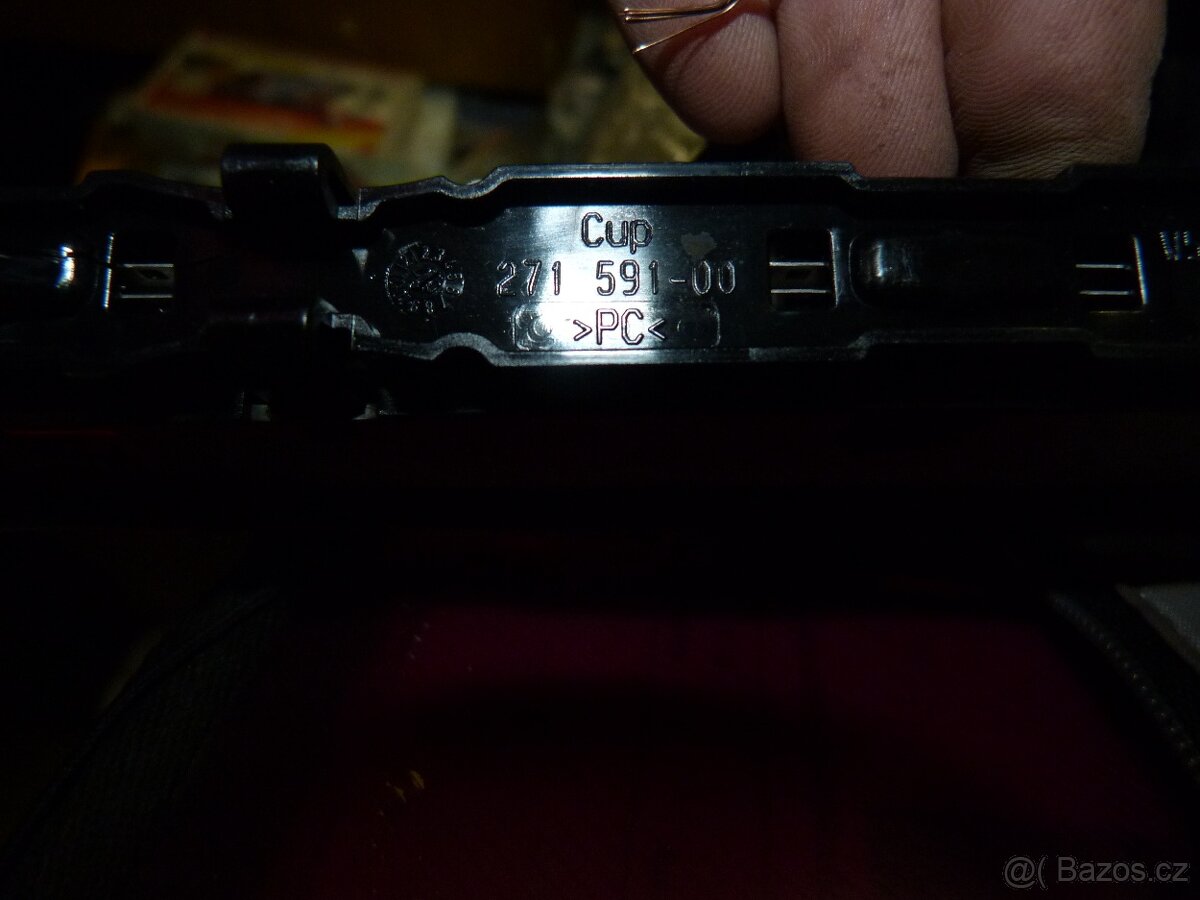 Cup
271 591-00
>PC<
@( Bazos.cz